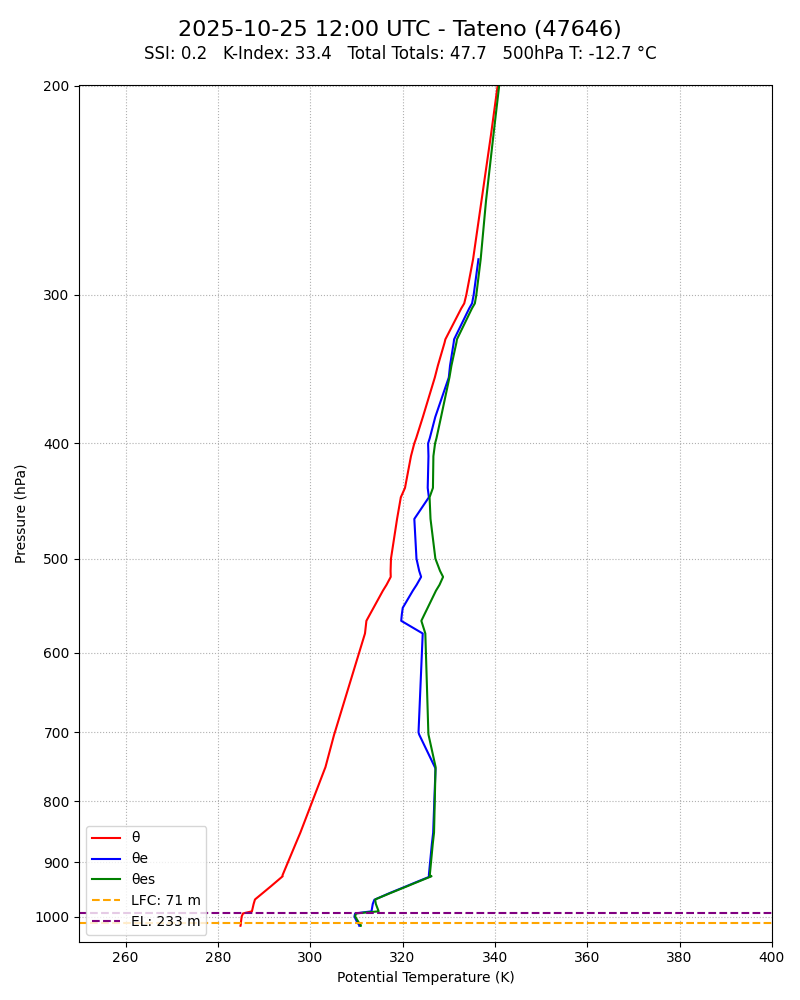 2025-10-25 12:00 UTC - Tateno (47646)
SSI: 0.2   K-Index: 33.4   Total Totals: 47.7   500hPa T: -12.7 °C
200
300
400
500
600
700
800
900
1000
Pressure (hPa)
θ
θe
θes
LFC: 71 m
EL: 233 m
260 280 300 320 340 360 380 400
Potential Temperature (K)